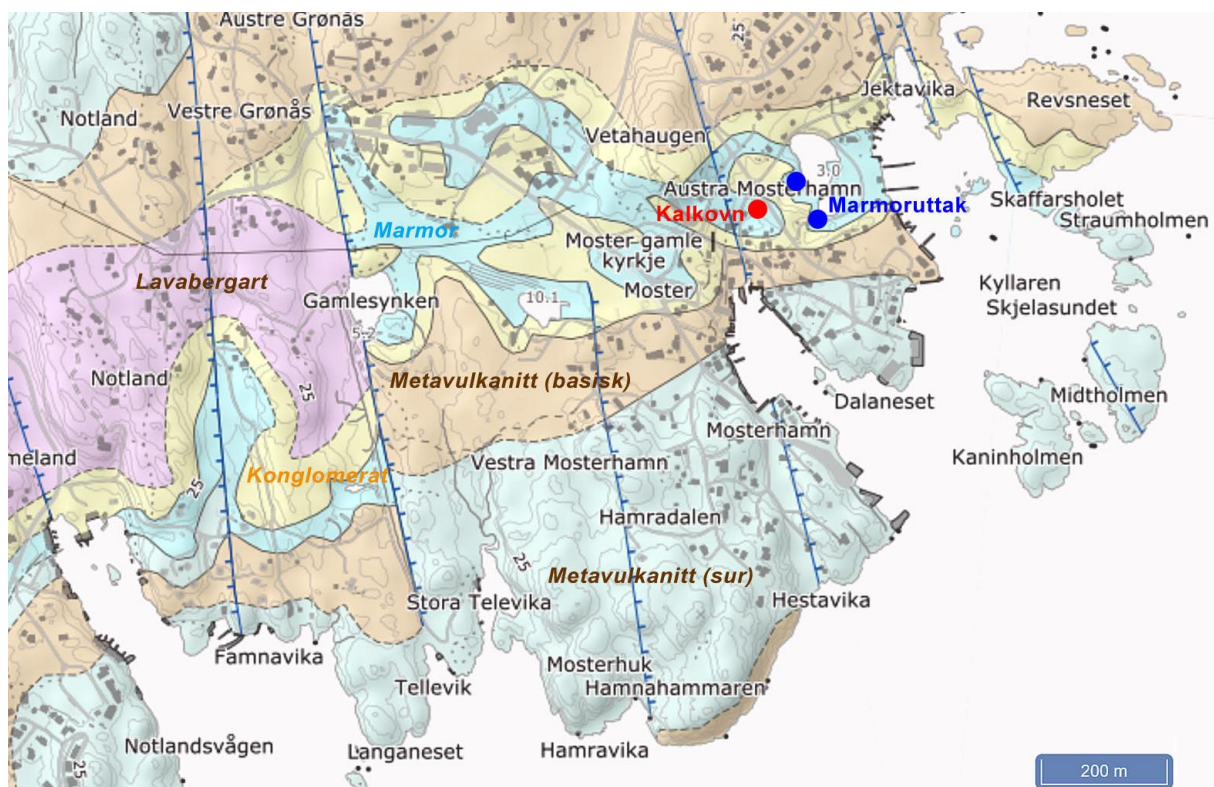 Austre Grønås
25
Jektavika
Revsneset
Notland
Vestre Grønås
Vetahaugen
3.0
Austra Mosterhamn
Kalkovn
Marmoruttak
Skaffarsholet
Straumholmen
Marmor
Moster gamle
kyrkje
Lavabergart
Moster
Kyllaren
Skjelasundet
Gamlesynken
10.1
5.2
Notland
25
Metavulkanitt (basisk)
Dalaneset
Midtholmen
meland
Mosterhamn
Konglomerat
Vestra Mosterhamn
Kaninholmen
25
Hamradalen
25
Metavulkanitt (sur)
Stora Televika
Hestavika
Famnavika
Mosterhuk
Tellevik
Hamnahammaren
Notlandsvågen
Langaneset
Hamravika
25
200 m